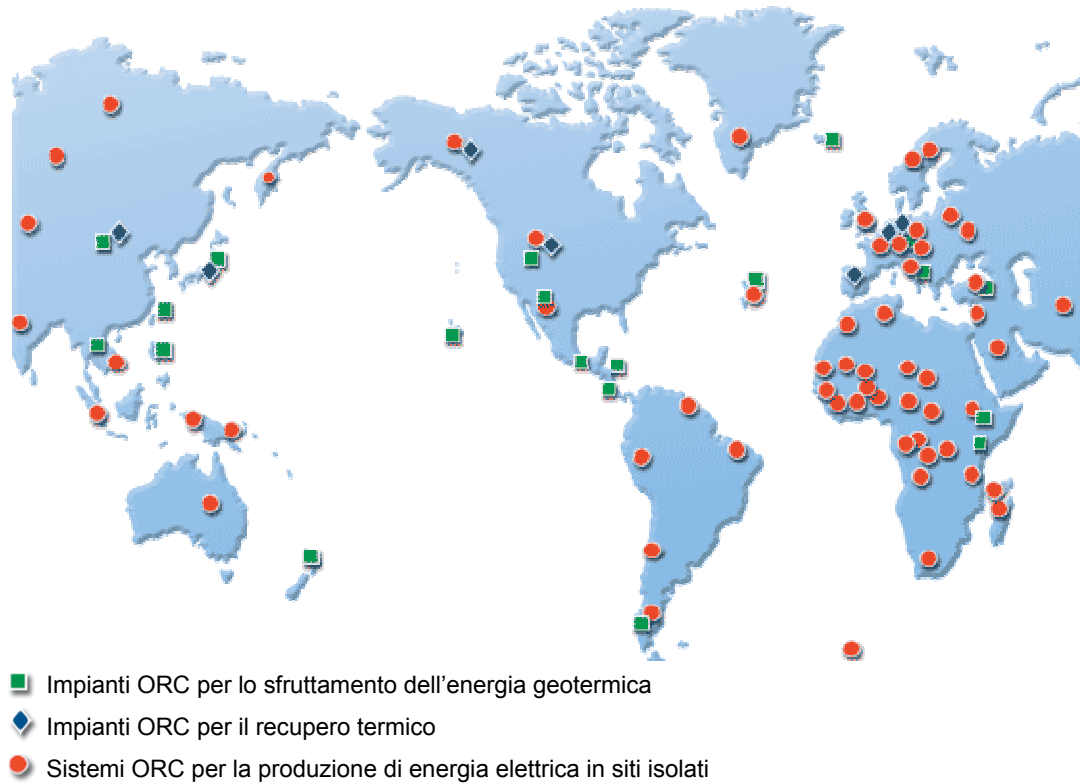 Impianti ORC per lo sfruttamento dell'energia geotermica
Impianti ORC per il recupero termico
Sistemi ORC per la produzione di energia elettrica in siti isolati